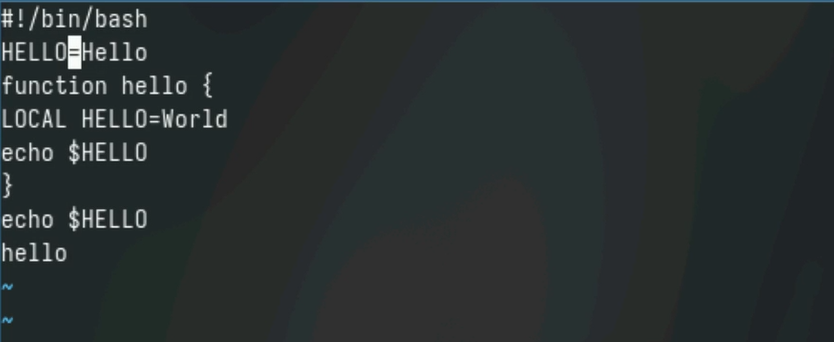 #!/bin/bash
HELLO=Hello
function hello {
LOCAL HELLO=World
echo $HELLO
}
echo $HELLO
hello
~
~